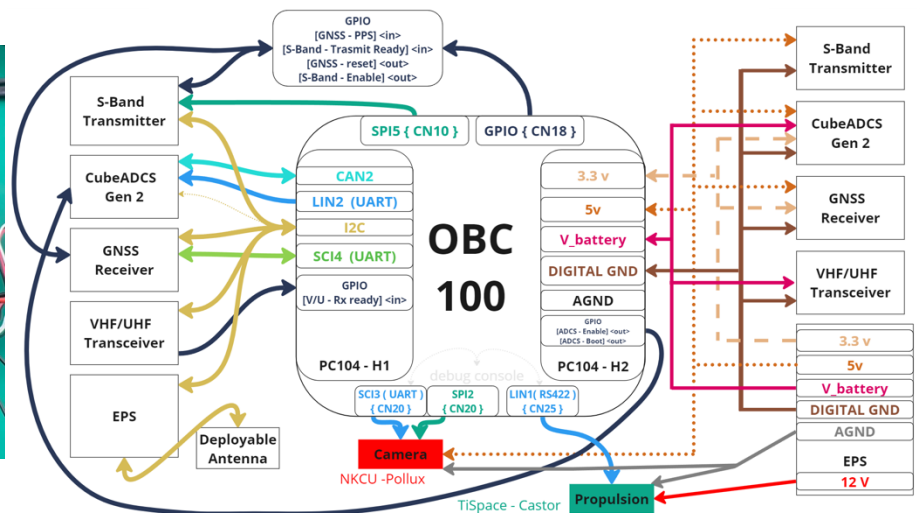 GPIO
[GNSS - PPS] <in>
[S-Band - Trasmit Ready] <in>
[GNSS - reset] <out>
[S-Band - Enable] <out>
S-Band
Transmitter
CubeADCS
Gen 2
GNSS
Receiver
VHF/UHF
Transceiver
EPS
Deployable
Antenna
SPI5 { CN10 }
GPIO { CN18 }
CAN2
LIN2 (UART)
I2C
SCI4 (UART)
GPIO
[V/U - Rx ready] <in>
PC104 - H1
OBC
100
3.3 v
5v
V_battery
DIGITAL GND
AGND
GPIO
[ADCS - Enable] <out>
[ADCS - Boot] <out>
PC104 - H2
debug console
SCI3 ( UART )
{ CN20 }
SPI2
{ CN20 }
LIN1( RS422 )
{ CN25 }
Camera
NKCU -Pollux
TiSpace - Castor
Propulsion
S-Band
Transmitter
CubeADCS
Gen 2
GNSS
Receiver
VHF/UHF
Transceiver
3.3 v
5v
V_battery
DIGITAL GND
AGND
EPS
12 V